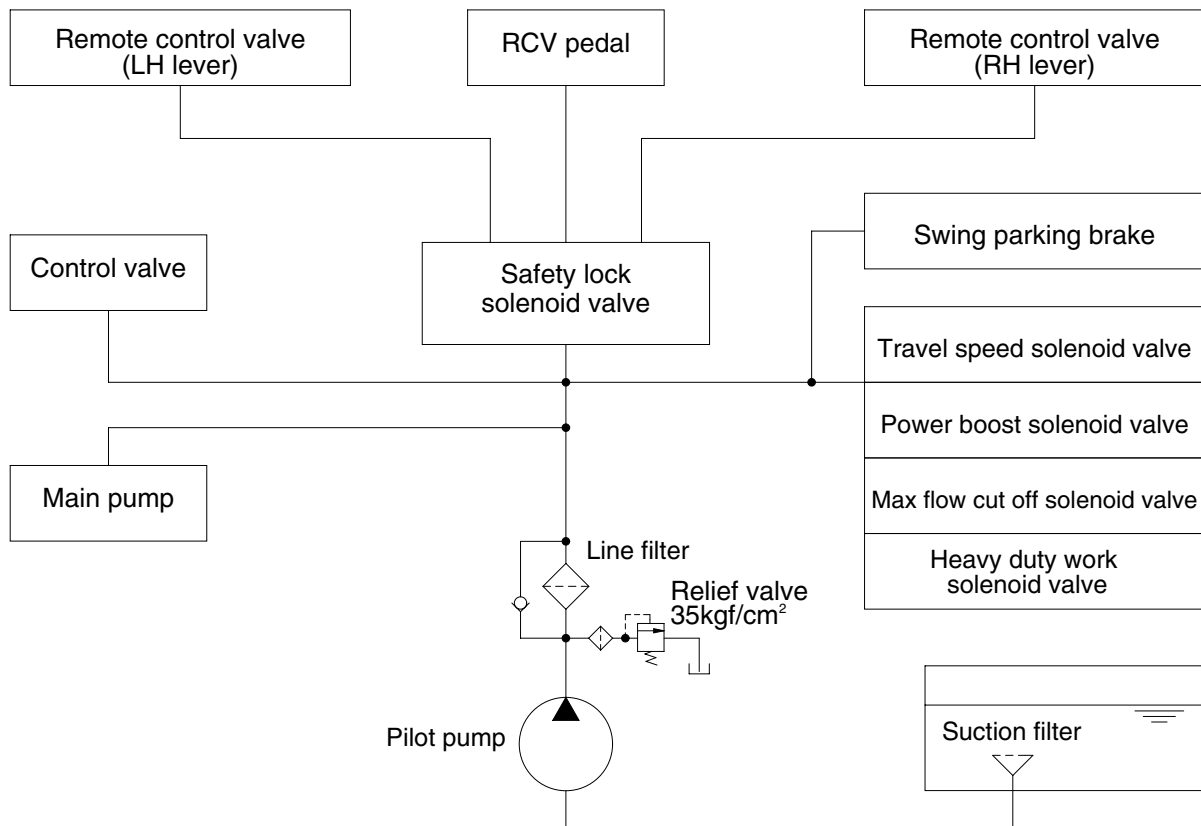 Remote control valve
(LH lever)
RCV pedal
Remote control valve
(RH lever)
Control valve
Safety lock
solenoid valve
Swing parking brake
Travel speed solenoid valve
Power boost solenoid valve
Main pump
Max flow cut off solenoid valve
Line filter
Heavy duty work
solenoid valve
Relief valve
35kgf/cm²
Pilot pump
Suction filter